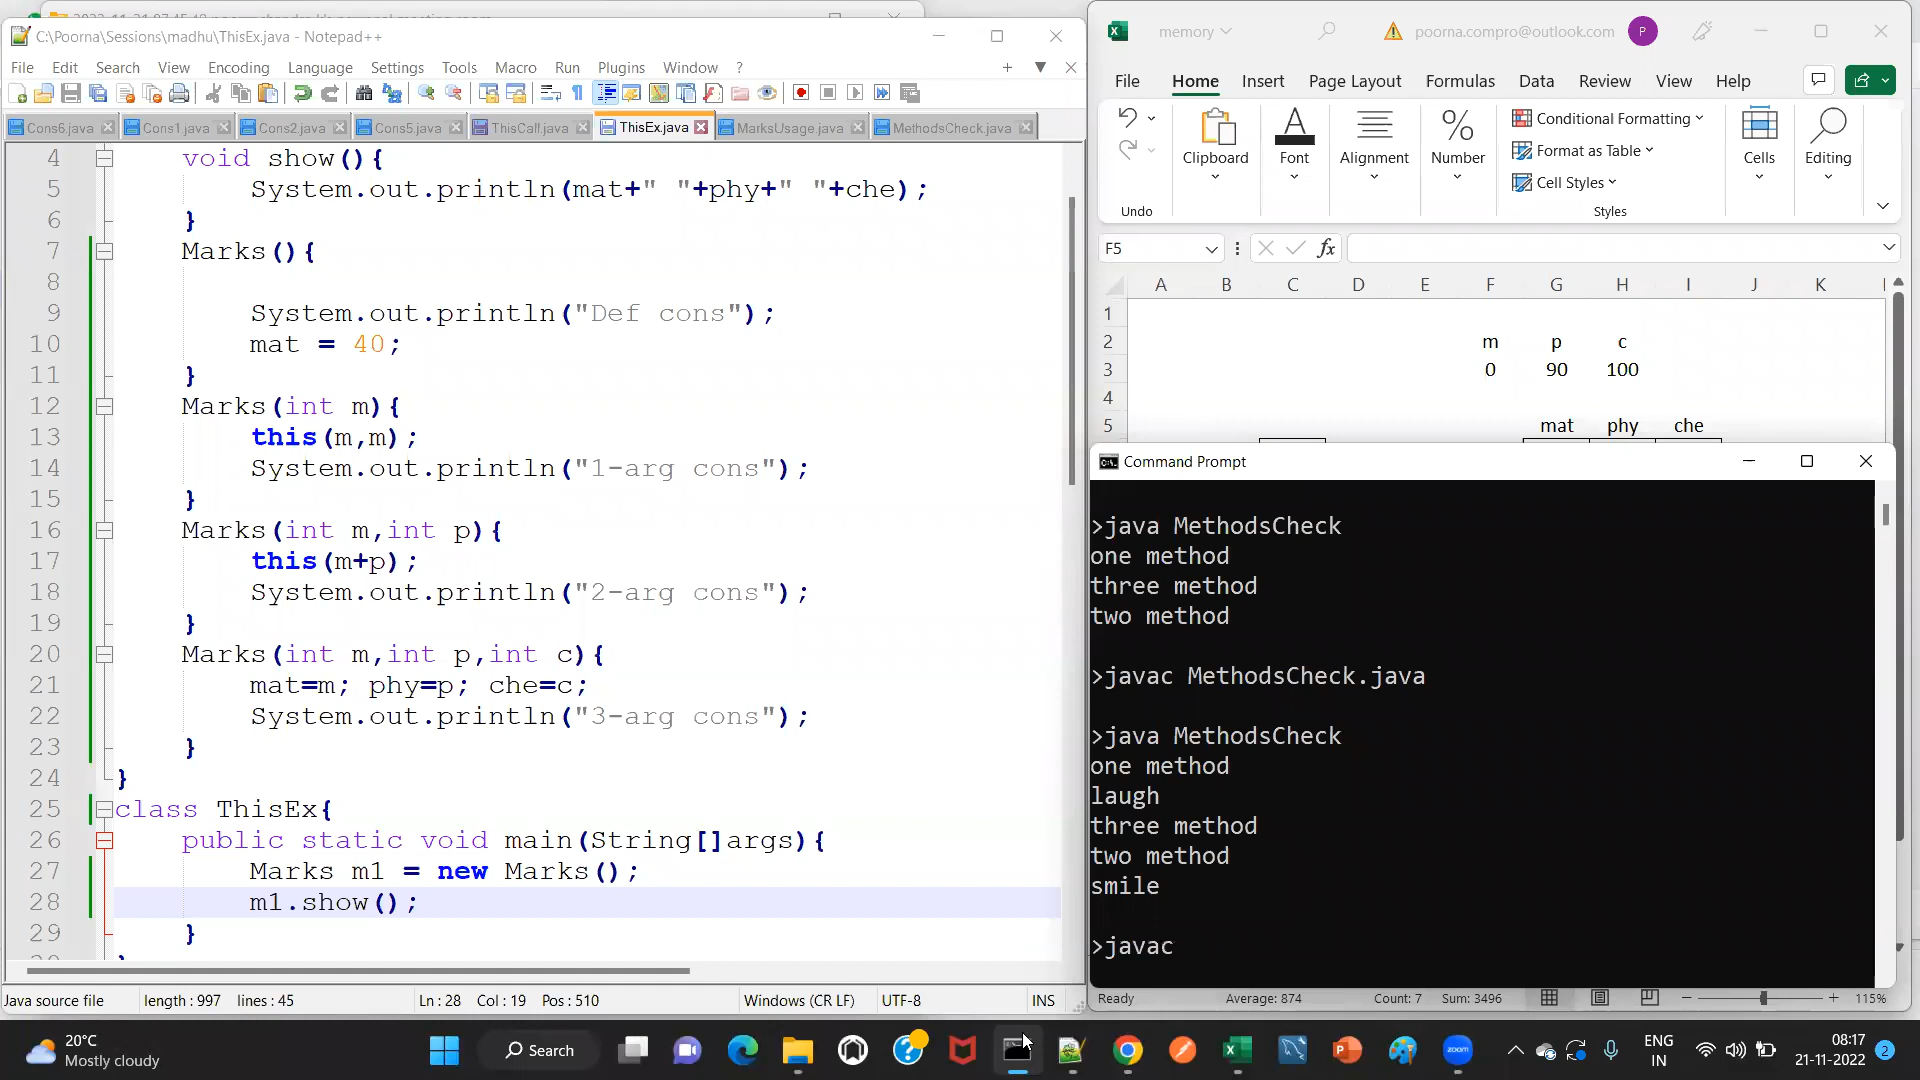 C:\Poorna\Sessions\madhu\ThisEx.java - Notepad++
File Edit Search View Encoding Language Settings Tools Macro Run Plugins Window ?
Cons6.java Cons1.java Cons2.java Cons5.java ThisCall.java ThisEx.java MarksUsage.java MethodsCheck.java
4 void show(){
5 System.out.println(mat+" "+phy+" "+che);
6 }
7 Marks(){
8
9 System.out.println("Def cons");
10 mat = 40;
11 }
12 Marks(int m){
13 this(m,m);
14 System.out.println("1-arg cons");
15 }
16 Marks(int m,int p){
17 this(m+p);
18 System.out.println("2-arg cons");
19 }
20 Marks(int m,int p,int c){
21 mat=m; phy=p; che=c;
22 System.out.println("3-arg cons");
23 }
24 }
25 class ThisEx{
26 public static void main(String[]args){
27 Marks m1 = new Marks();
28 m1.show();
29 }
Java source file length : 997 lines : 45 Ln : 28 Col : 19 Pos : 510 Windows (CR LF) UTF-8 INS
memory poorna.compro@outlook.com P
File Home Insert Page Layout Formulas Data Review View Help
Clipboard Font Alignment Number
Conditional Formatting
Format as Table
Cell Styles
Cells Editing
Undo Styles
F5 fx
A B C D E F G H I J K
1
2 m p c
3 0 90 100
4
5 mat phy che
Command Prompt
>java MethodsCheck
one method
three method
two method
>javac MethodsCheck.java
>java MethodsCheck
one method
laugh
three method
two method
smile
>javac
Ready Average: 874 Count: 7 Sum: 3496 115%
20°C
Mostly cloudy
Search
zoom
ENG
IN
08:17
21-11-2022
2